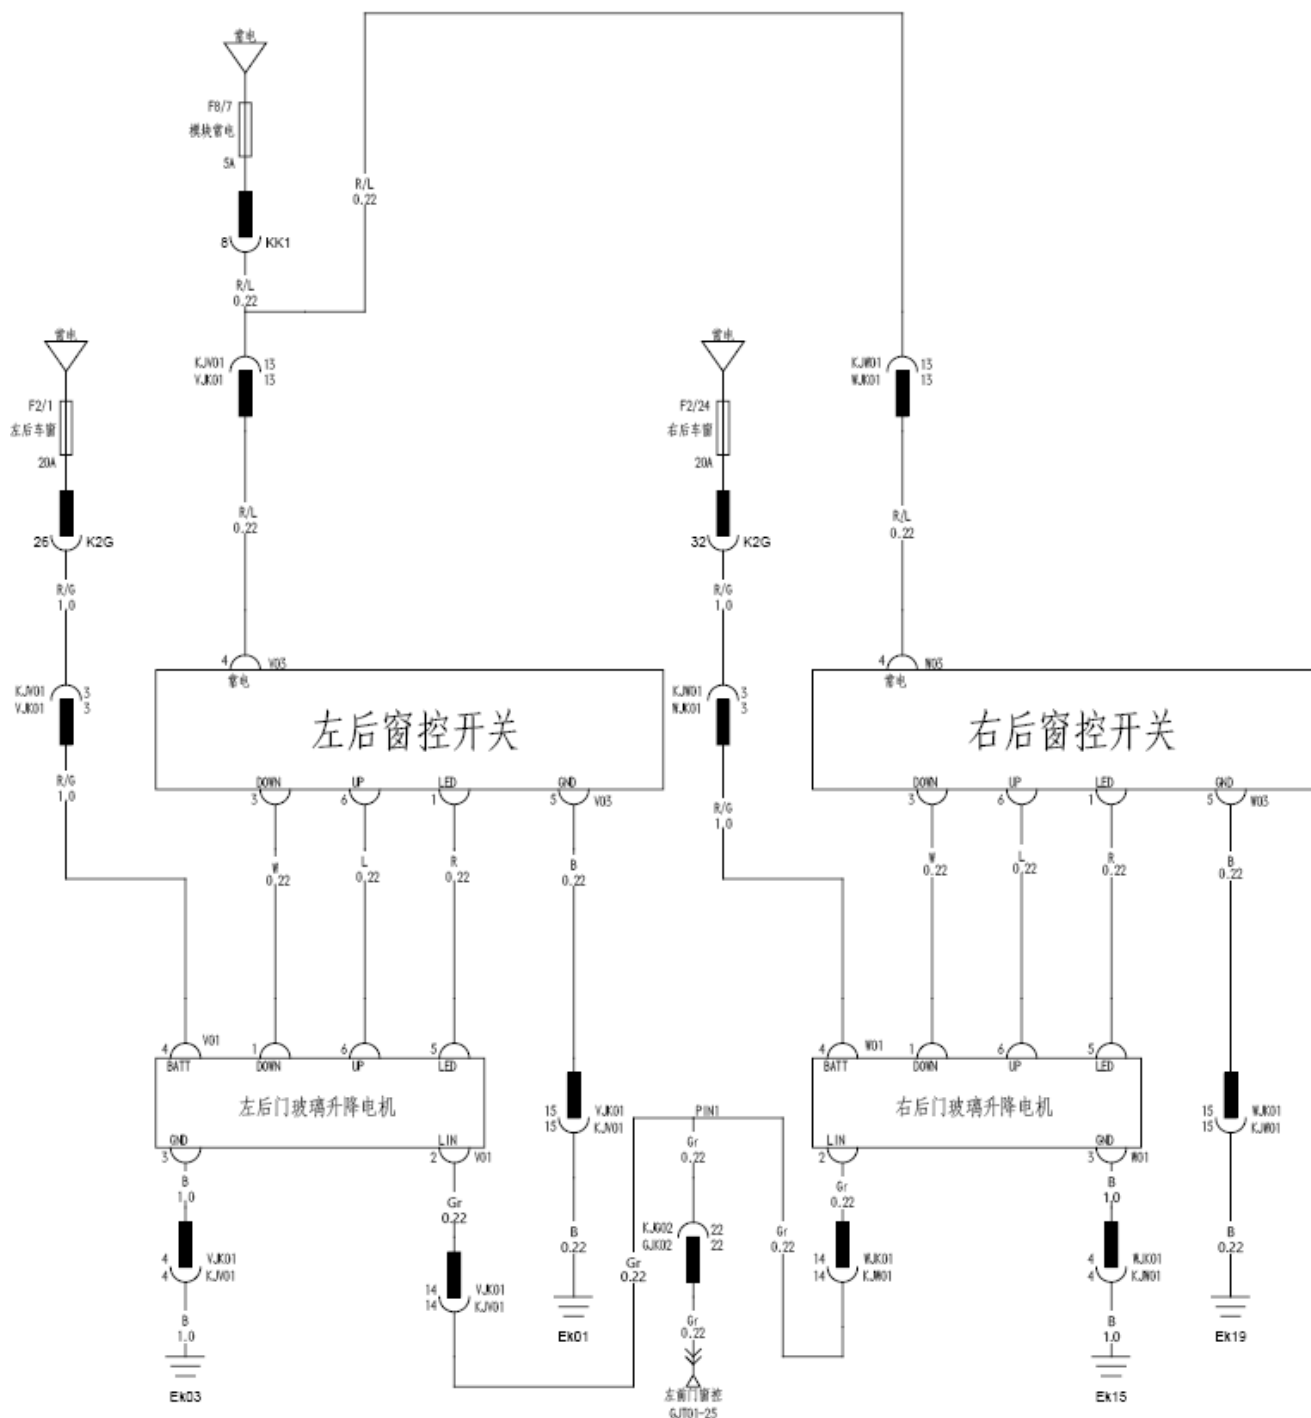 常电
F8/7
模块常电
5A
8 KK1
R/L
0.22
R/L
0.22
常电
F2/1
左后车窗
20A
26 K2G
R/G
1.0
KJV01 3
VJK01 3
R/G
1.0
KJV01 13
VJK01 13
R/L
0.22
常电
F2/24
右后车窗
20A
32 K2G
R/G
1.0
KJW01 3
WJK01 3
R/G
1.0
KJW01 13
WJK01 13
R/L
0.22
4 V03
常电
左后窗控开关
DOWN UP LED GND
3 6 1 5 V03
W
0.22
L
0.22
R
0.22
B
0.22
4 W03
常电
右后窗控开关
DOWN UP LED GND
3 6 1 5 W03
W
0.22
L
0.22
R
0.22
B
0.22
4 V01 1 6 5
BATT DOWN UP LED
左后门玻璃升降电机
GND LIN
3 2 V01
4 W01 1 6 5
BATT DOWN UP LED
右后门玻璃升降电机
LIN GND
2 3 W01
15 VJK01
15 KJV01
B
0.22
Ek01
15 WJK01
15 KJW01
B
0.22
Ek19
B
1.0
4 VJK01
4 KJV01
B
1.0
Ek03
Gr
0.22
14 VJK01
14 KJV01
Gr
0.22
PIN1
Gr
0.22
KJG02 22
GJK02 22
Gr
0.22
左前门窗控
GJT01-25
Gr
0.22
Gr
0.22
14 WJK01
14 KJW01
B
1.0
4 WJK01
4 KJW01
B
1.0
Ek15